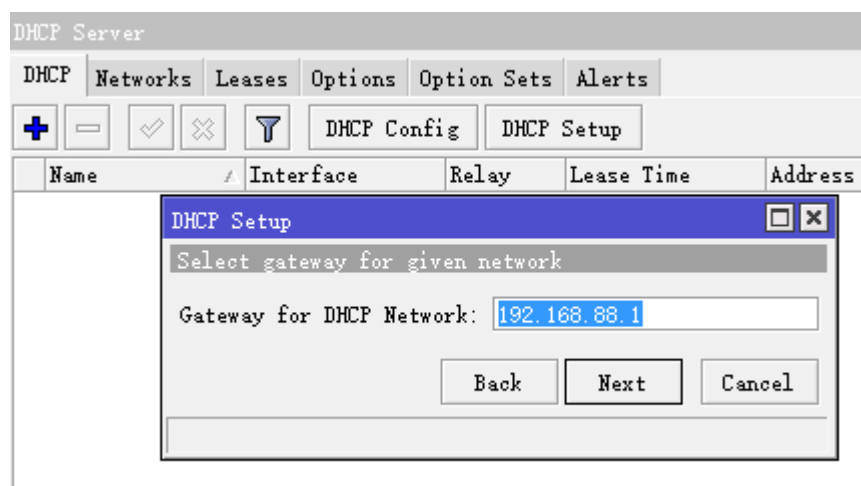 DHCP Server
DHCP Networks Leases Options Option Sets Alerts
DHCP Config DHCP Setup
Name Interface Relay Lease Time Address
DHCP Setup
Select gateway for given network
Gateway for DHCP Network: 192.168.88.1
Back Next Cancel